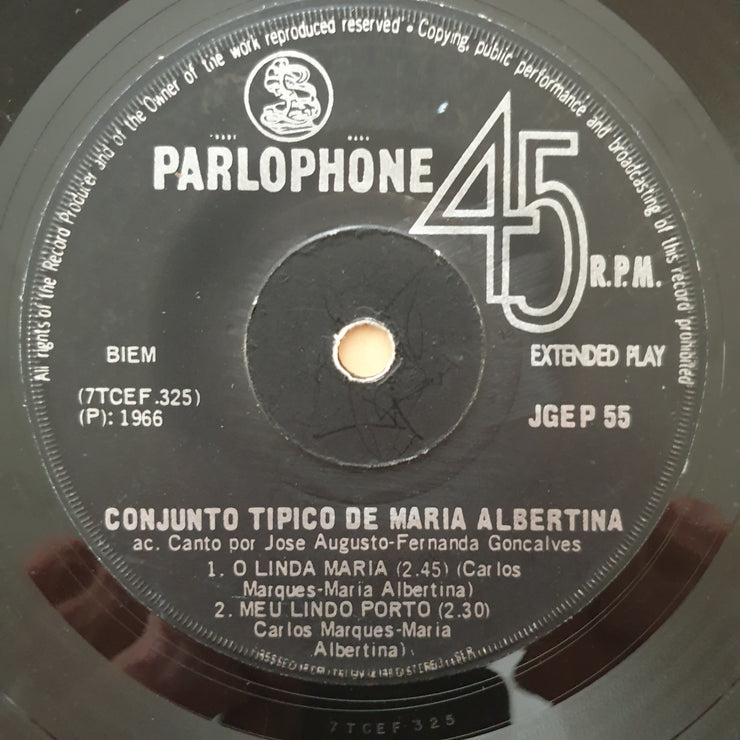 All rights of the Record Producer and of the Owner of the work reproduced reserved • Copying, public performance and broadcasting of this record prohibited
PARLOPHONE
45
R.P.M.
BIEM
EXTENDED PLAY
(7TCEF.325)
JGEP 55
(P): 1966
CONJUNTO TIPICO DE MARIA ALBERTINA
ac. Canto por Jose Augusto-Fernanda Goncalves
1. O LINDA MARIA (2.45) (Carlos
Marques-Maria Albertina)
2. MEU LINDO PORTO (2.30)
Carlos Marques-Maria
Albertina)
7TCEF 325